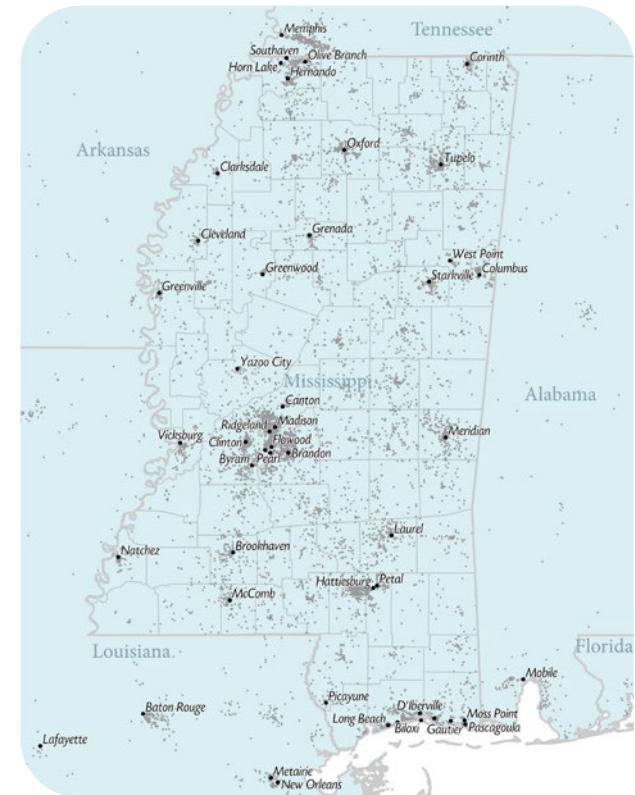 Memphis
Tennessee
Southaven
Olive Branch
Corinth
Horn Lake
Hernando
Arkansas
Oxford
Tupelo
Clarksdale
Cleveland
Grenada
West Point
Greenwood
Starkville
Columbus
Greenville
Yazoo City
Mississippi
Alabama
Canton
Ridgeland
Madison
Vicksburg
Clinton
Flowood
Meridian
Byram
Pearl
Brandon
Laurel
Natchez
Brookhaven
Hattiesburg
Petal
McComb
Louisiana
Florida
Mobile
Picayune
Baton Rouge
D'Iberville
Long Beach
Moss Point
Biloxi
Gautier
Pascagoula
Lafayette
Metairie
New Orleans